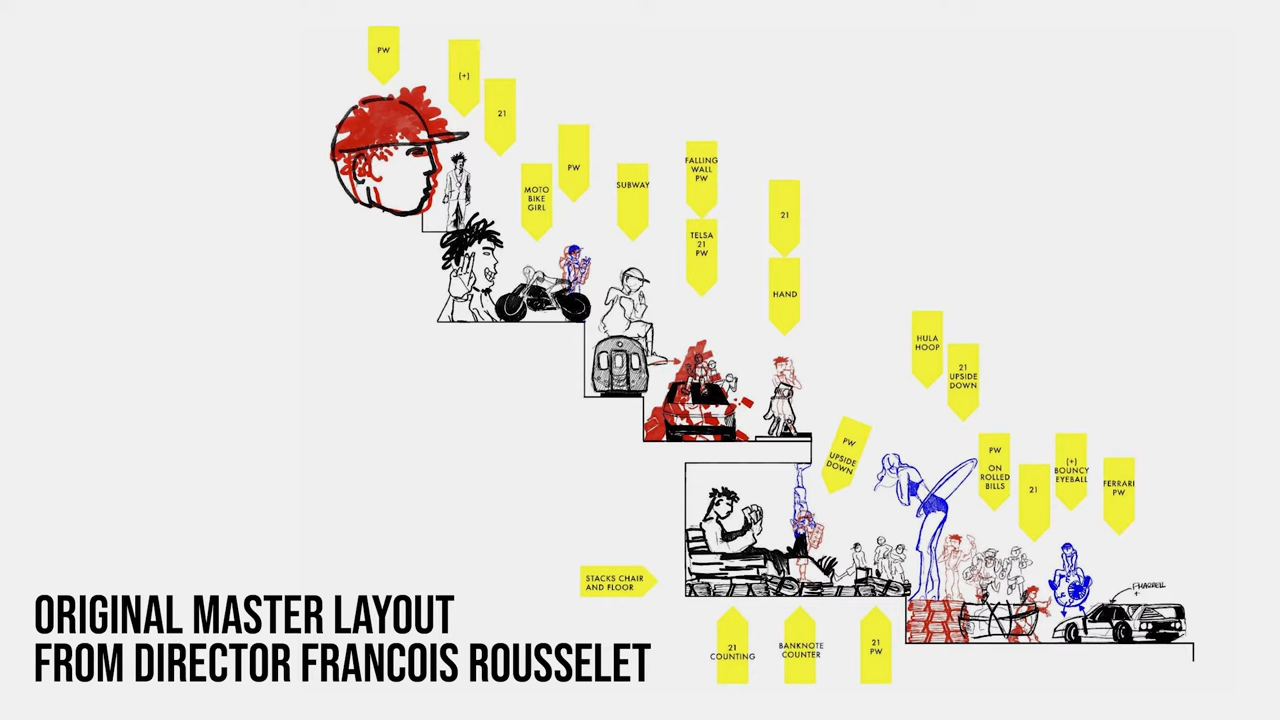 PW
(+)
21
MOTO
BIKE
GIRL
PW
SUBWAY
FALLING
WALL
PW
TELSA
21
PW
21
HAND
HULA
HOOP
21
UPSIDE
DOWN
PW
UPSIDE
DOWN
PW
ON
ROLLED
BILLS
21
(+)
BOUNCY
EYEBALL
FERRARI
PW
PHARRELL
STACKS CHAIR
AND FLOOR
21
COUNTING
BANKNOTE
COUNTER
21
PW
ORIGINAL MASTER LAYOUT
FROM DIRECTOR FRANCOIS ROUSSELET